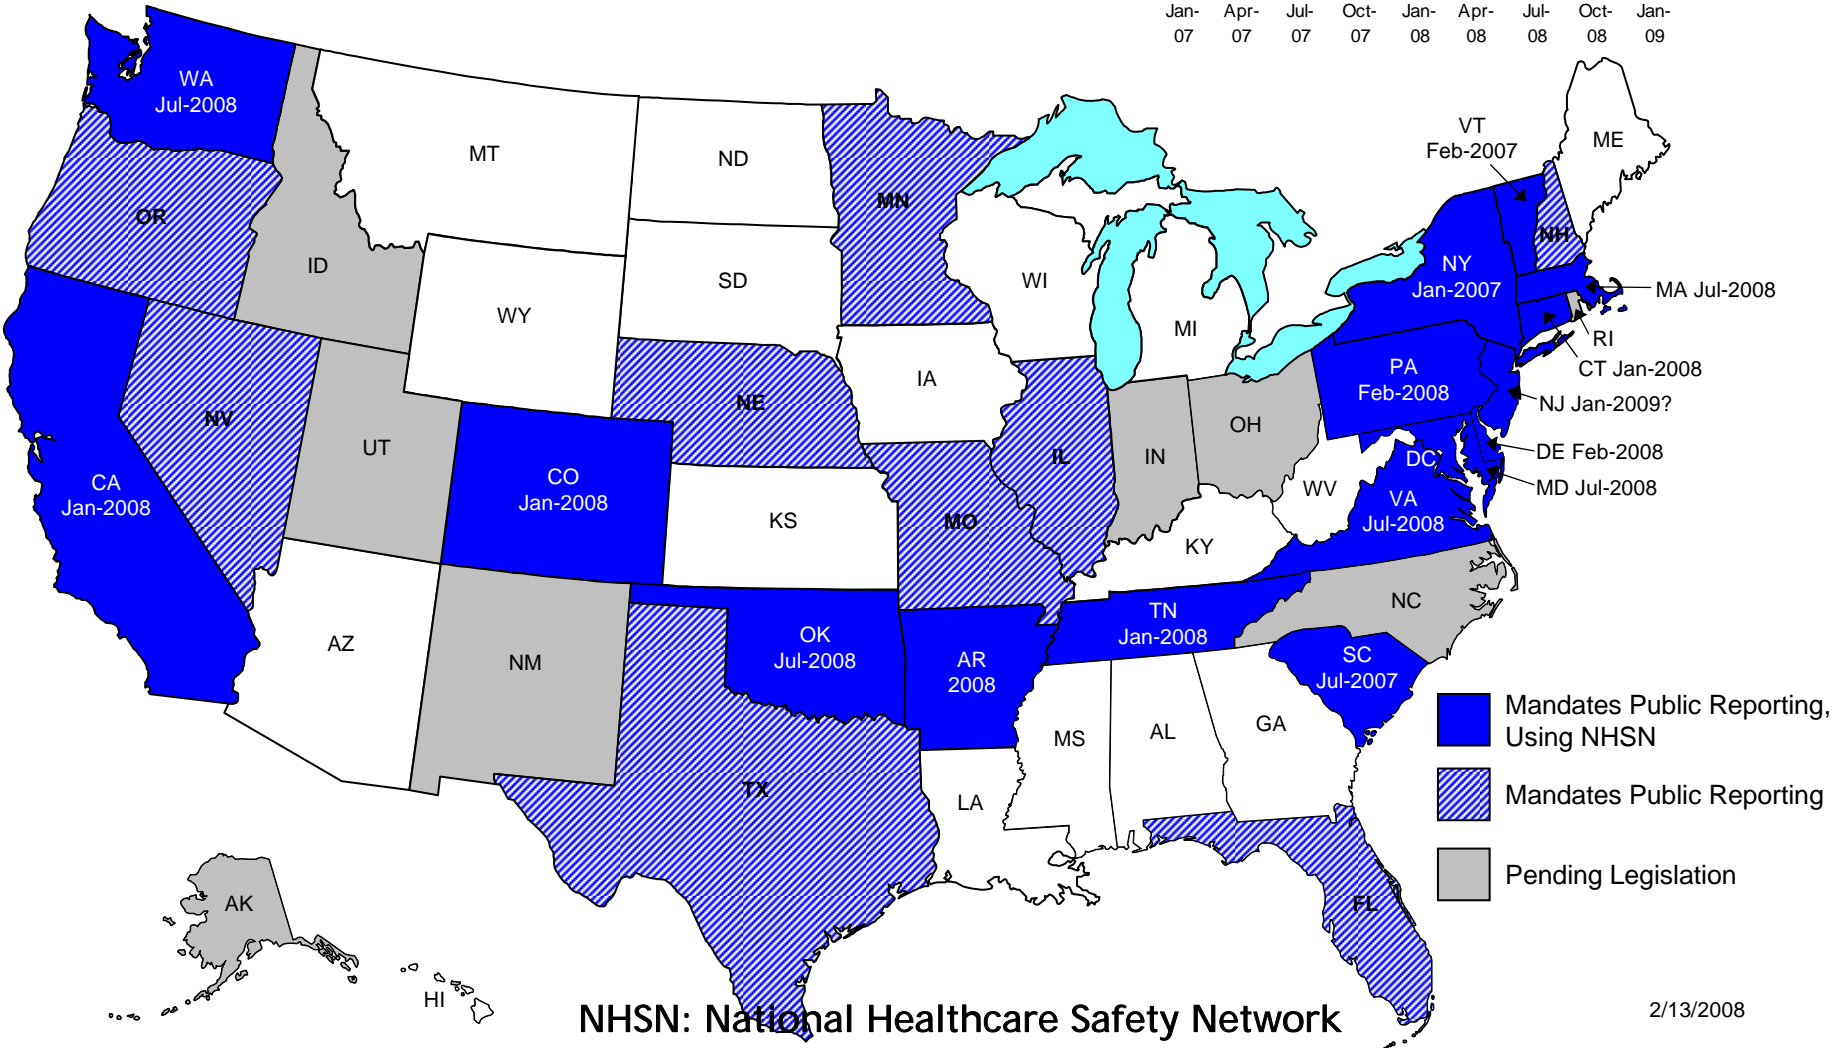 Jan- Apr- Jul- Oct- Jan- Apr- Jul- Oct- Jan-
07 07 07 07 08 08 08 08 09
WA
Jul-2008
MT
ND
MN
VT
Feb-2007
ME
OR
ID
WY
SD
WI
MI
NH
NY
Jan-2007
MA Jul-2008
RI
CT Jan-2008
PA
Feb-2008
NJ Jan-2009?
NV
UT
CO
Jan-2008
NE
IA
IL
IN
OH
WV
DC
DE Feb-2008
MD Jul-2008
CA
Jan-2008
KS
MO
KY
VA
Jul-2008
AZ
NM
OK
Jul-2008
AR
2008
TN
Jan-2008
NC
SC
Jul-2007
TX
LA
MS
AL
GA
FL
AK
HI
Mandates Public Reporting,
Using NHSN
Mandates Public Reporting
Pending Legislation
NHSN: National Healthcare Safety Network
2/13/2008